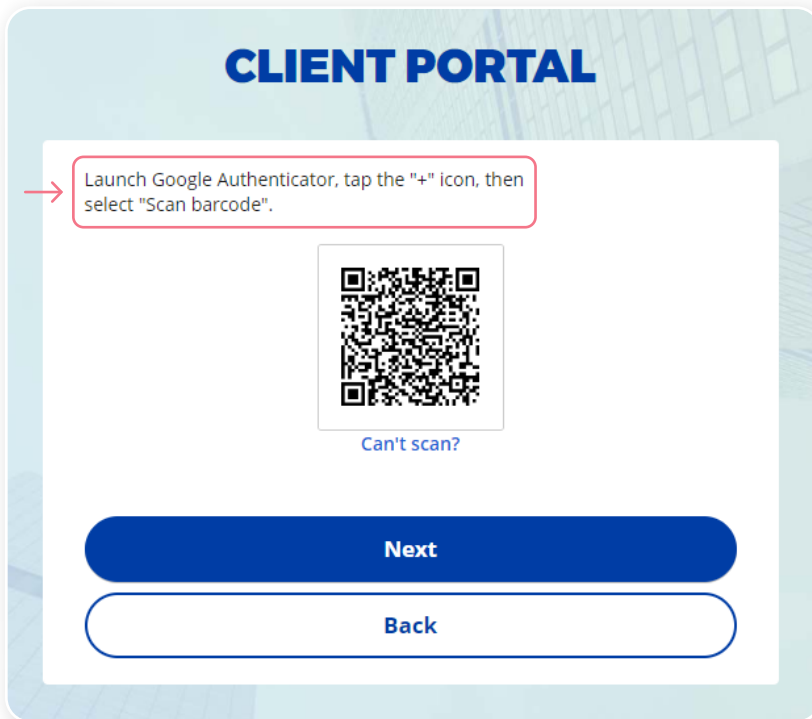 CLIENT PORTAL
Launch Google Authenticator, tap the "+" icon, then
select "Scan barcode".
Can't scan?
Next
Back